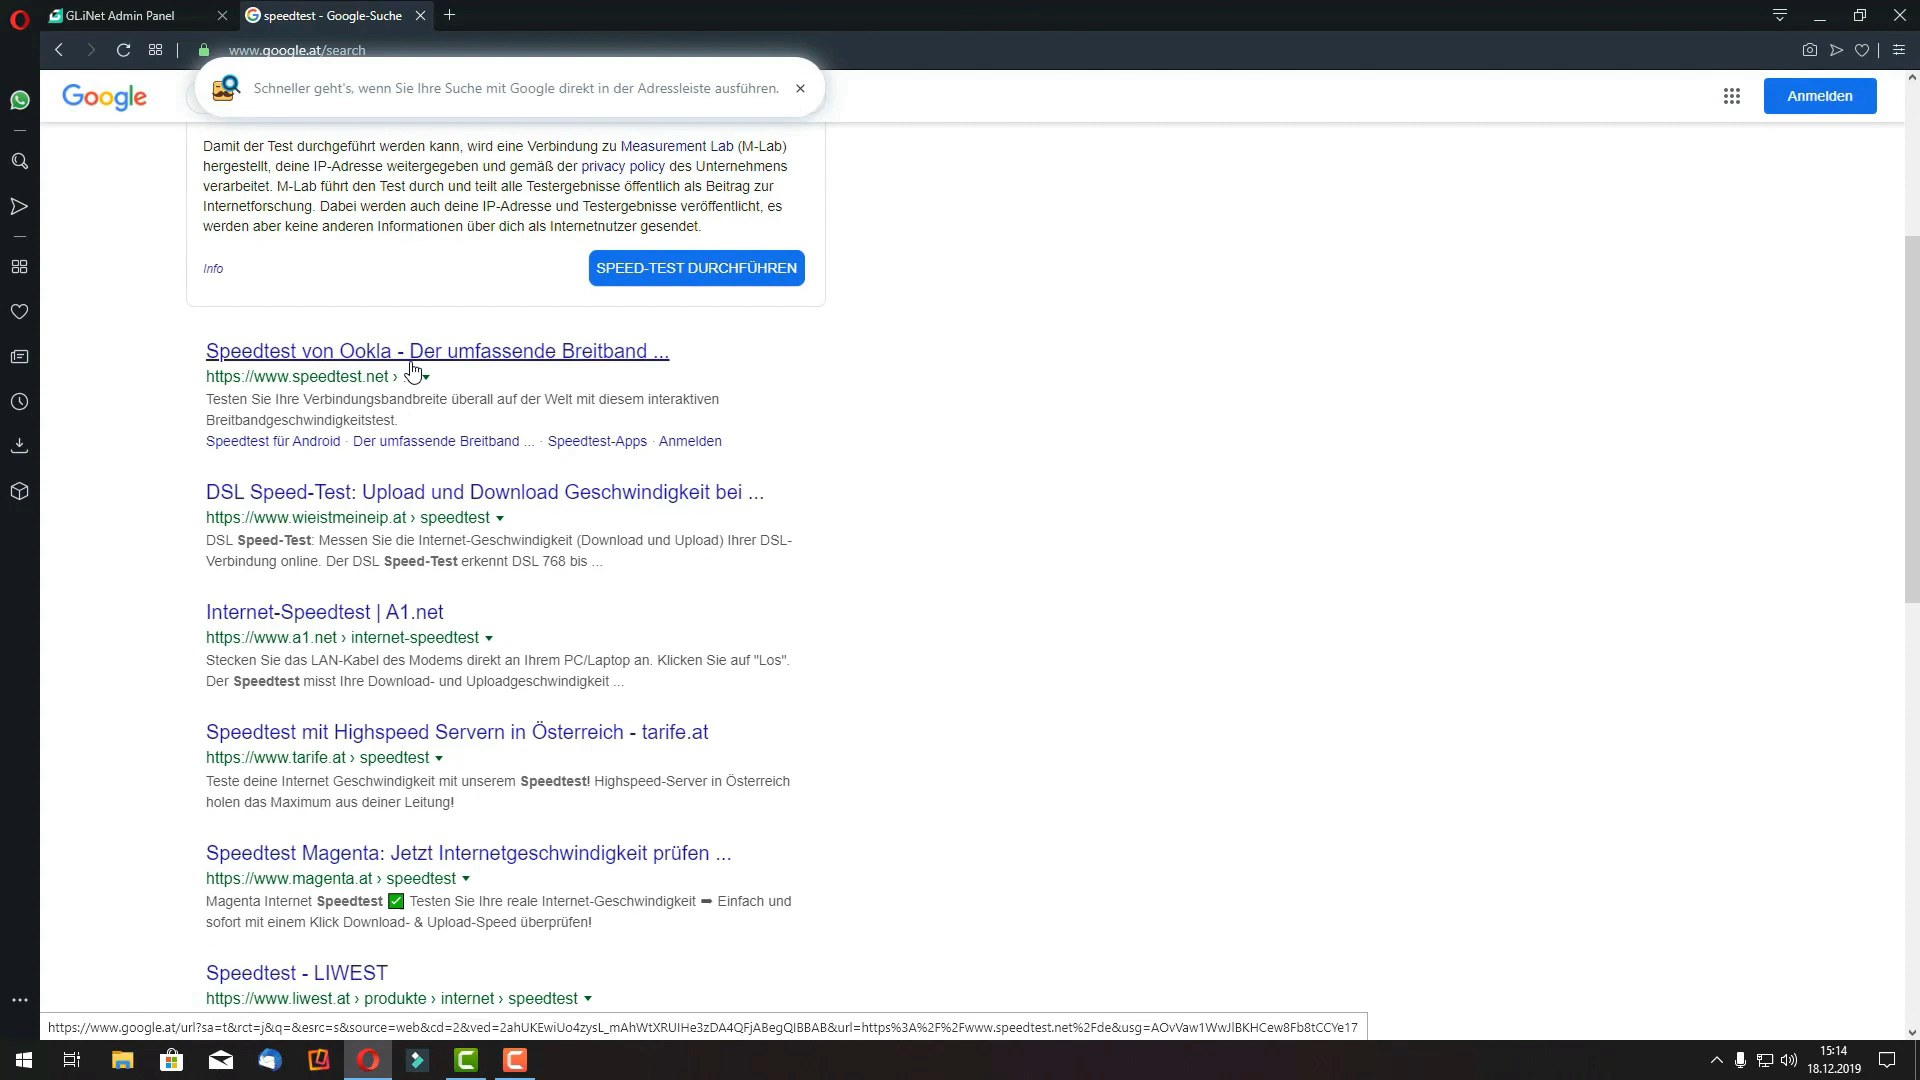 GLiNet Admin Panel
speedtest - Google-Suche
www.google.at/search
Google
Schneller geht's, wenn Sie Ihre Suche mit Google direkt in der Adressleiste ausführen.
Anmelden
Damit der Test durchgeführt werden kann, wird eine Verbindung zu Measurement Lab (M-Lab)
hergestellt, deine IP-Adresse weitergegeben und gemäß der privacy policy des Unternehmens
verarbeitet. M-Lab führt den Test durch und teilt alle Testergebnisse öffentlich als Beitrag zur
Internetforschung. Dabei werden auch deine IP-Adresse und Testergebnisse veröffentlicht, es
werden aber keine anderen Informationen über dich als Internetnutzer gesendet.
Info
SPEED-TEST DURCHFÜHREN
Speedtest von Ookla - Der umfassende Breitband ...
https://www.speedtest.net ›
Testen Sie Ihre Verbindungsbandbreite überall auf der Welt mit diesem interaktiven
Breitbandgeschwindigkeitstest.
Speedtest für Android · Der umfassende Breitband ... · Speedtest-Apps · Anmelden
DSL Speed-Test: Upload und Download Geschwindigkeit bei ...
https://www.wieistmeineip.at › speedtest
DSL Speed-Test: Messen Sie die Internet-Geschwindigkeit (Download und Upload) Ihrer DSL-
Verbindung online. Der DSL Speed-Test erkennt DSL 768 bis ...
Internet-Speedtest | A1.net
https://www.a1.net › internet-speedtest
Stecken Sie das LAN-Kabel des Modems direkt an Ihrem PC/Laptop an. Klicken Sie auf "Los".
Der Speedtest misst Ihre Download- und Uploadgeschwindigkeit ...
Speedtest mit Highspeed Servern in Österreich - tarife.at
https://www.tarife.at › speedtest
Teste deine Internet Geschwindigkeit mit unserem Speedtest! Highspeed-Server in Österreich
holen das Maximum aus deiner Leitung!
Speedtest Magenta: Jetzt Internetgeschwindigkeit prüfen ...
https://www.magenta.at › speedtest
Magenta Internet Speedtest ✅ Testen Sie Ihre reale Internet-Geschwindigkeit ➡ Einfach und
sofort mit einem Klick Download- & Upload-Speed überprüfen!
Speedtest - LIWEST
https://www.liwest.at › produkte › internet › speedtest
https://www.google.at/url?sa=t&rct=j&q=&esrc=s&source=web&cd=2&ved=2ahUKEwiUo4zysL_mAhWtXRUIHe3zDA4QFjABegQIBBAB&url=https%3A%2F%2Fwww.speedtest.net%2Fde&usg=AOvVaw1WwJlBKHCew8Fb8tCCYe17
15:14
18.12.2019